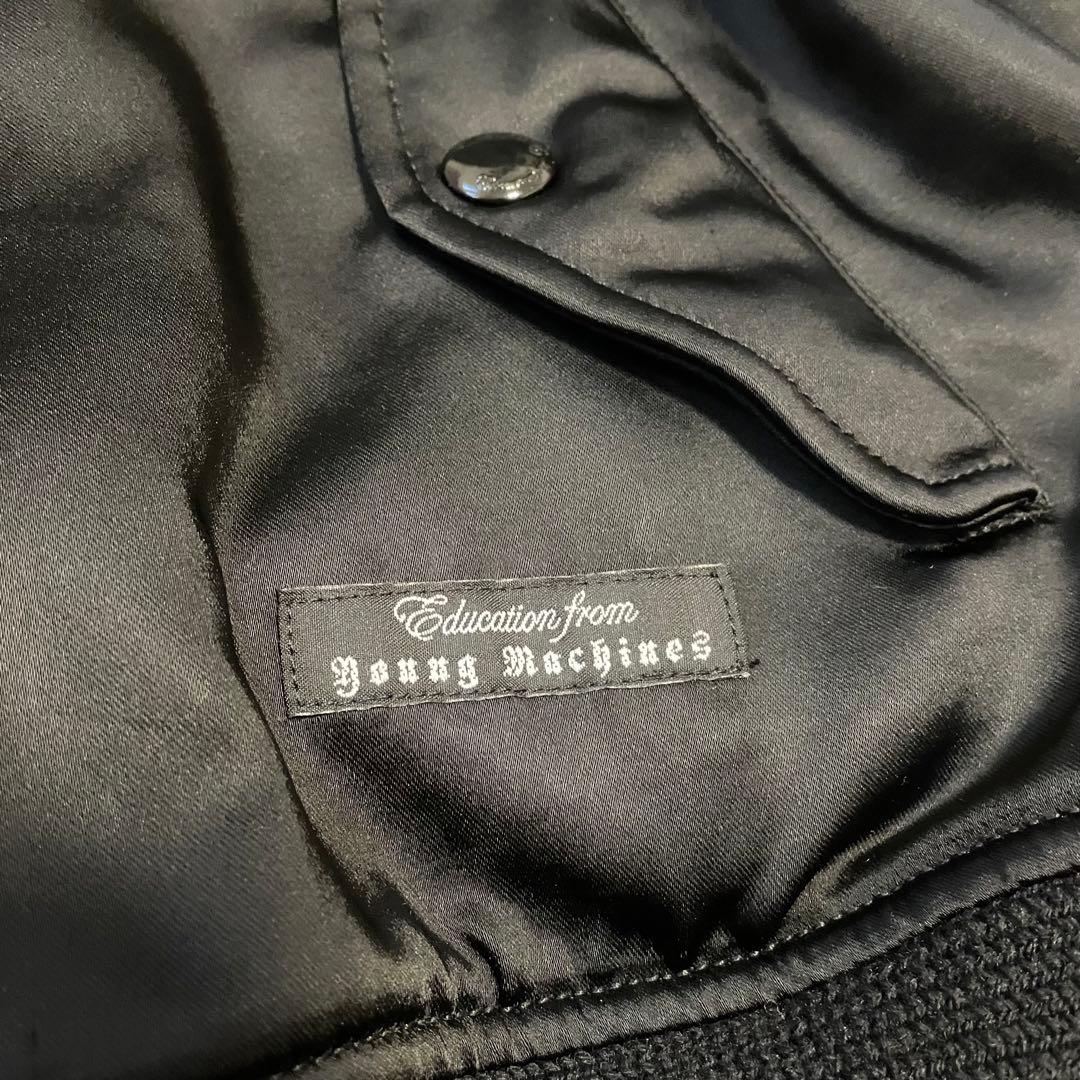 Education from
Young Machines